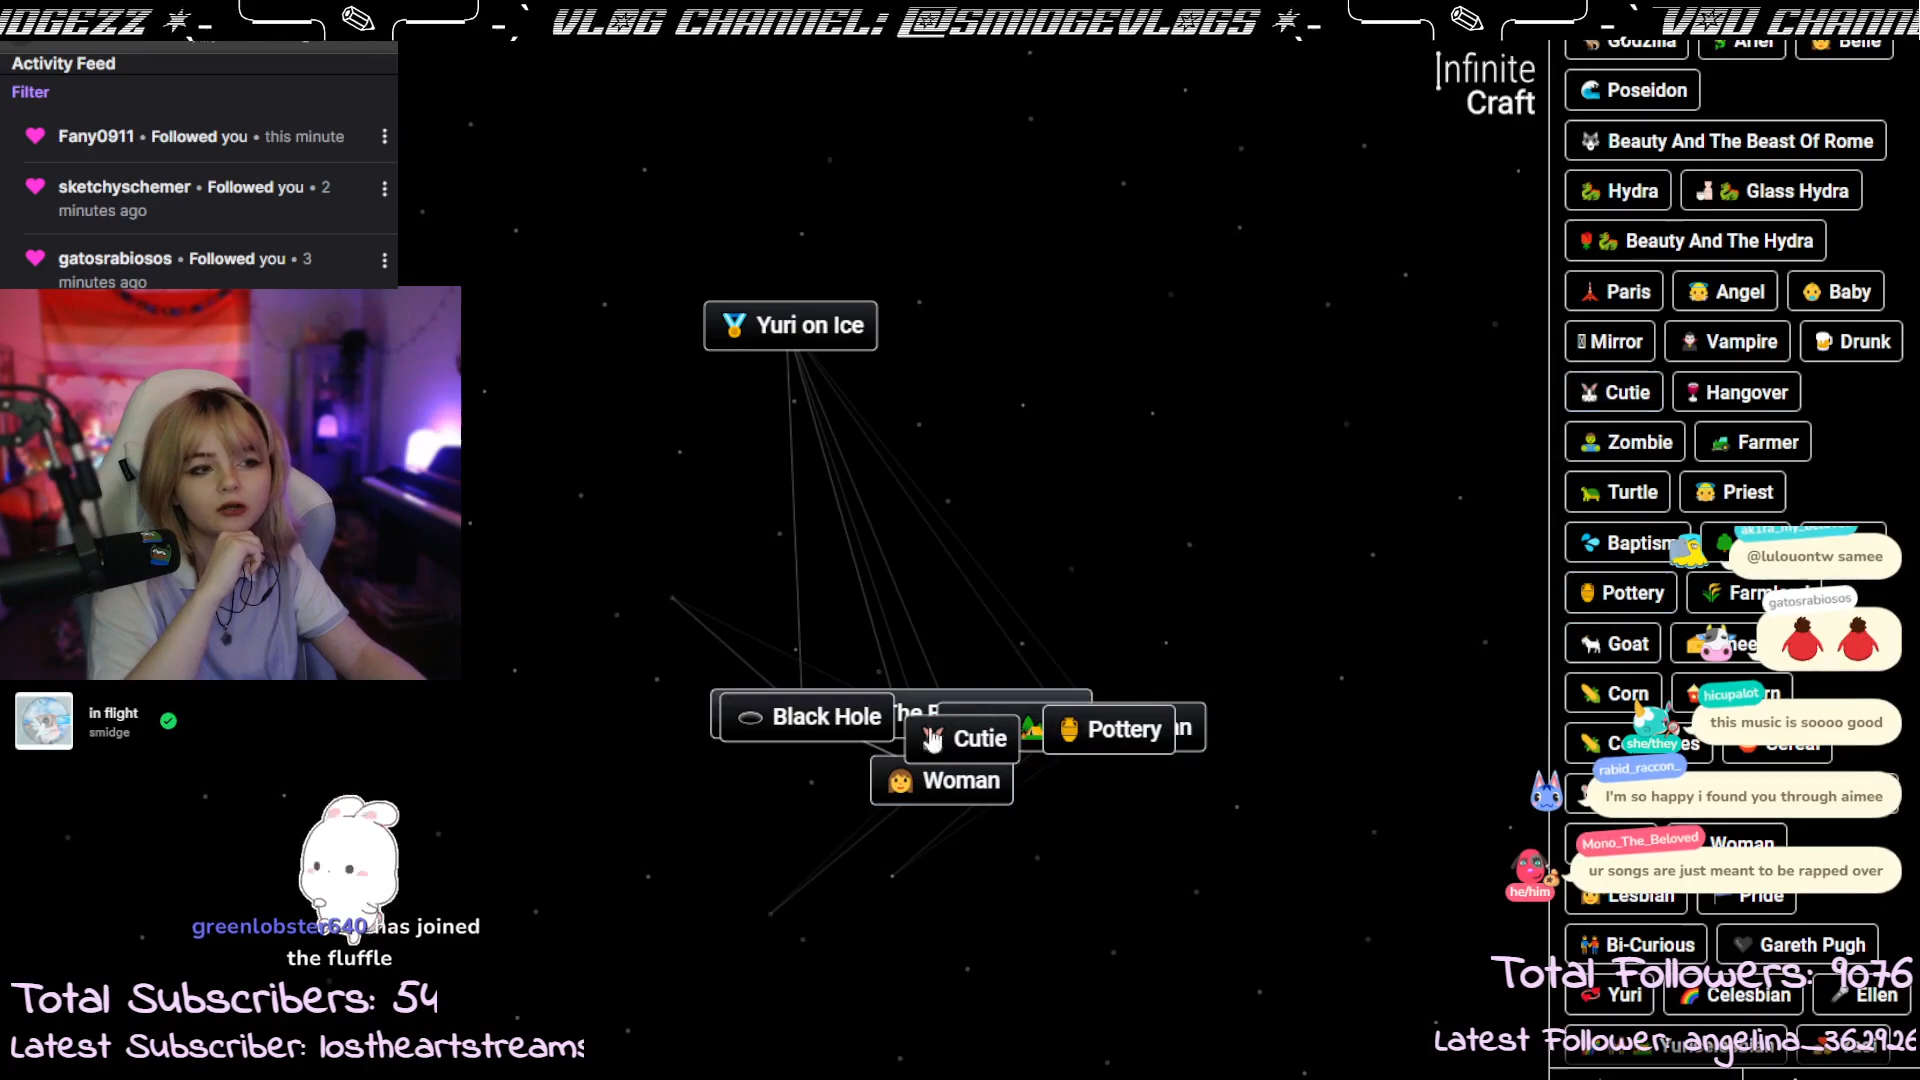 VLOG CHANNEL: @SMIDGEVLOGS
Activity Feed
Filter
Fany0911 • Followed you • this minute
sketchyschemer • Followed you • 2
minutes ago
gatosrabiosos • Followed you • 3
minutes ago
in flight
smidge
greenlobster640 has joined
the fluffle
Total Subscribers: 54
Latest Subscriber: lostheartstreams
Infinite
Craft
Yuri on Ice
Black Hole
Cutie
Pottery
Woman
Godzilla
Ariel
Belle
Poseidon
Beauty And The Beast Of Rome
Hydra
Glass Hydra
Beauty And The Hydra
Paris
Angel
Baby
Mirror
Vampire
Drunk
Cutie
Hangover
Zombie
Farmer
Turtle
Priest
Baptism
@lulouontw samee
Pottery
gatosrabiosos
Goat
Corn
hicupalot
this music is soooo good
she/they
rabid_raccon_
I'm so happy i found you through aimee
Mono_The_Beloved
Woman
ur songs are just meant to be rapped over
he/him
Lesbian
Pride
Bi-Curious
Gareth Pugh
Total Followers: 9076
Yuri
Celesbian
Ellen
Latest Follower: angelina_362926